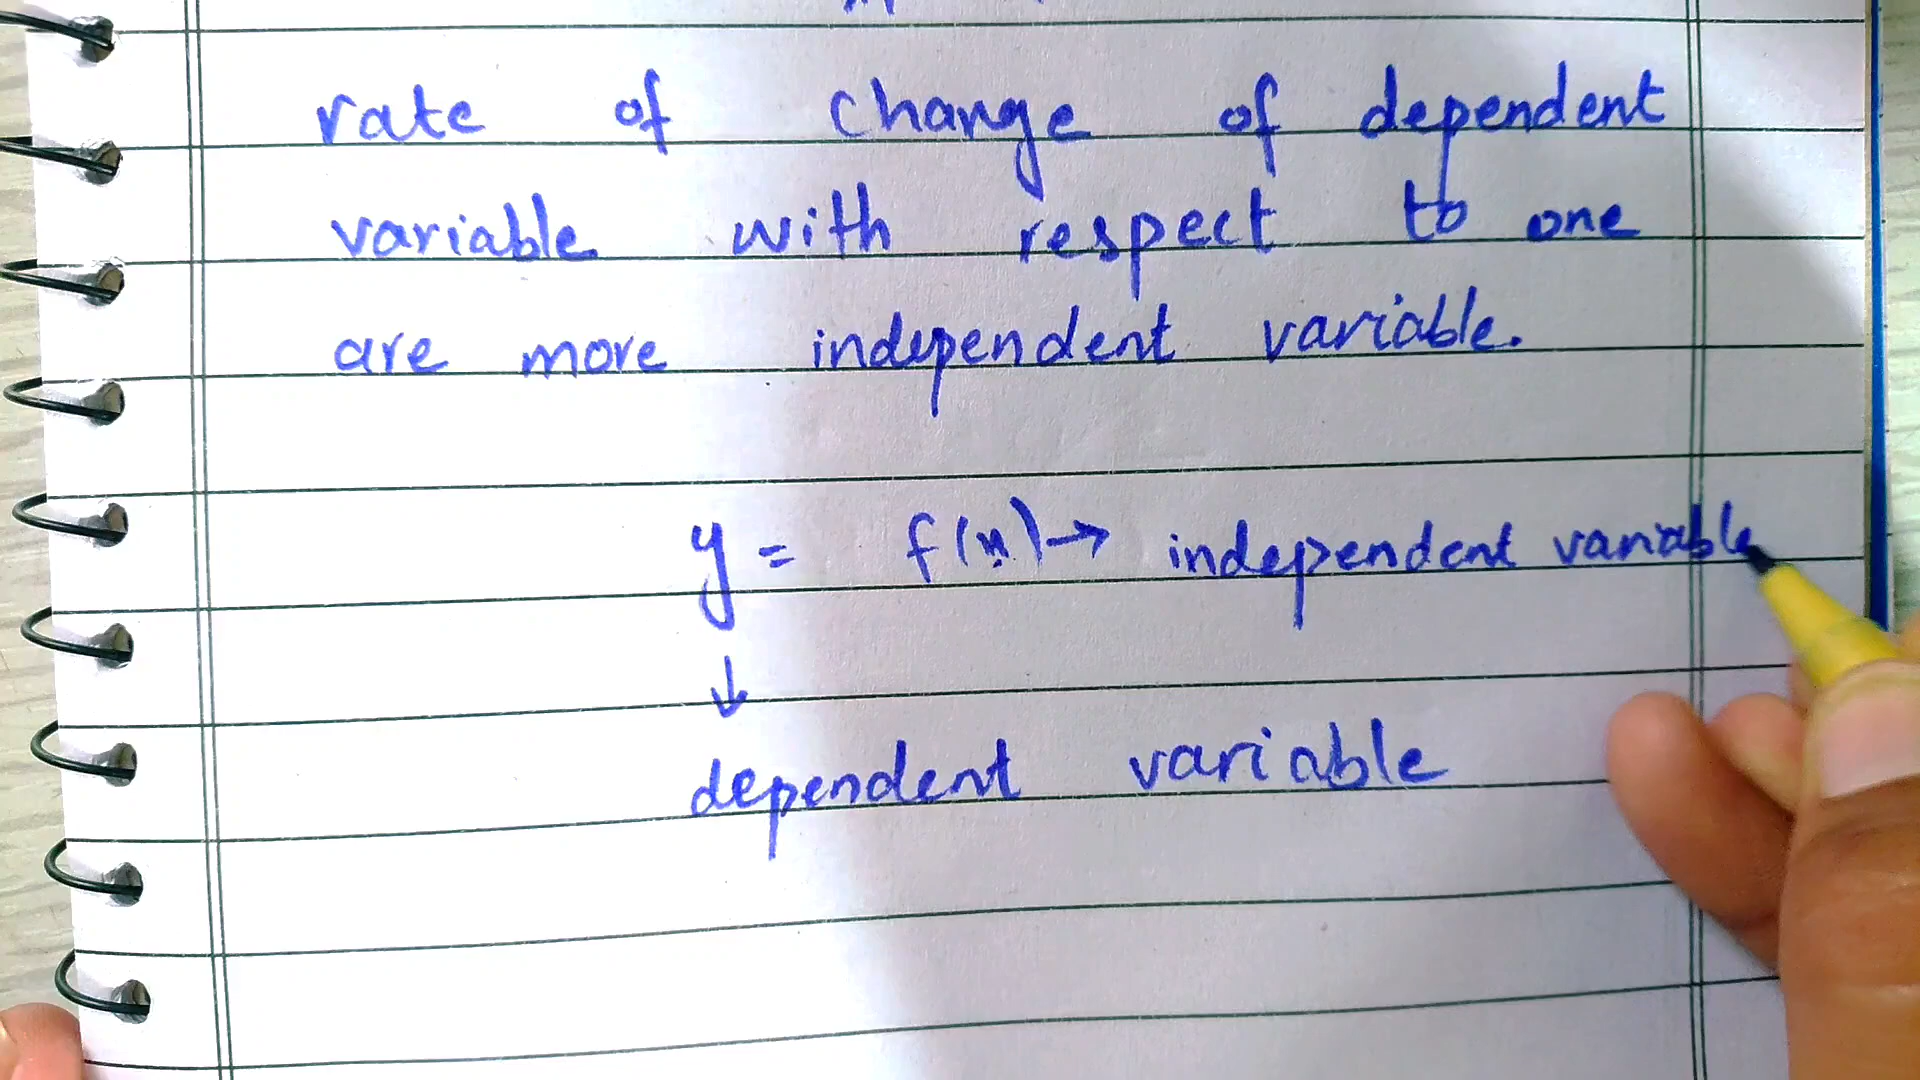 rate of change of dependent
variable with respect to one
are more independent variable.
y = f(x) → independent variable
↓
dependent variable